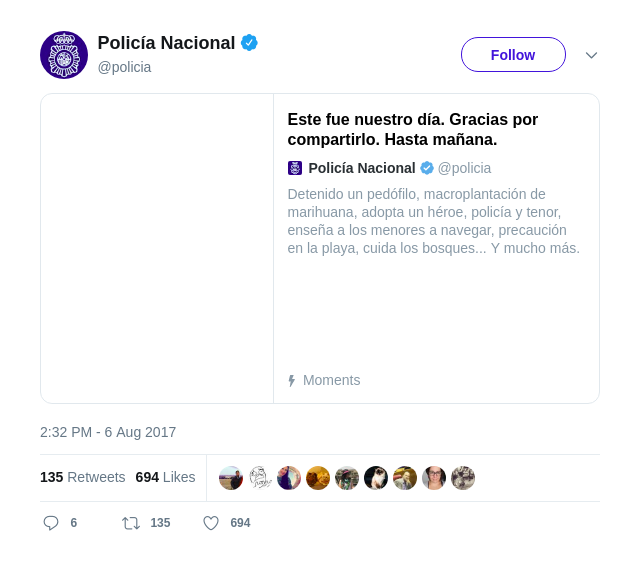 Policía Nacional
@policia
Follow
Este fue nuestro día. Gracias por
compartirlo. Hasta mañana.
Policía Nacional @policia
Detenido un pedófilo, macroplantación de
marihuana, adopta un héroe, policía y tenor,
enseña a los menores a navegar, precaución
en la playa, cuida los bosques... Y mucho más.
Moments
2:32 PM - 6 Aug 2017
135 Retweets 694 Likes
6 135 694